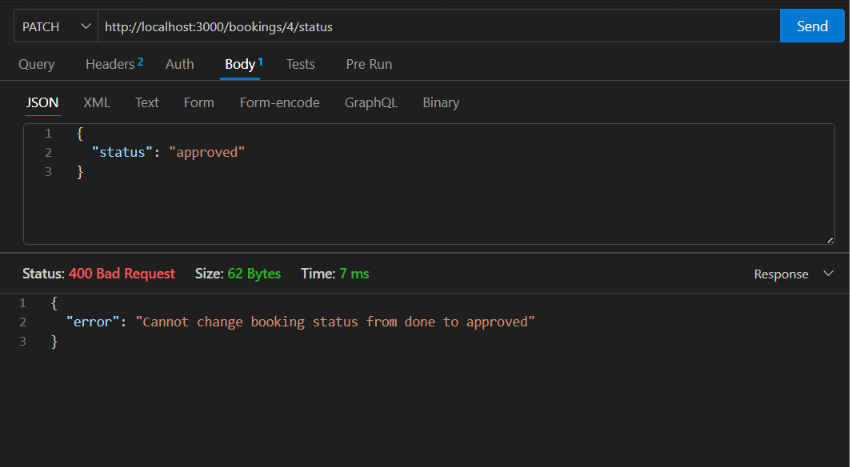 PATCH http://localhost:3000/bookings/4/status Send
Query Headers 2 Auth Body 1 Tests Pre Run
JSON XML Text Form Form-encode GraphQL Binary
1 {
2 "status": "approved"
3 }
Status: 400 Bad Request Size: 62 Bytes Time: 7 ms Response
1 {
2 "error": "Cannot change booking status from done to approved"
3 }